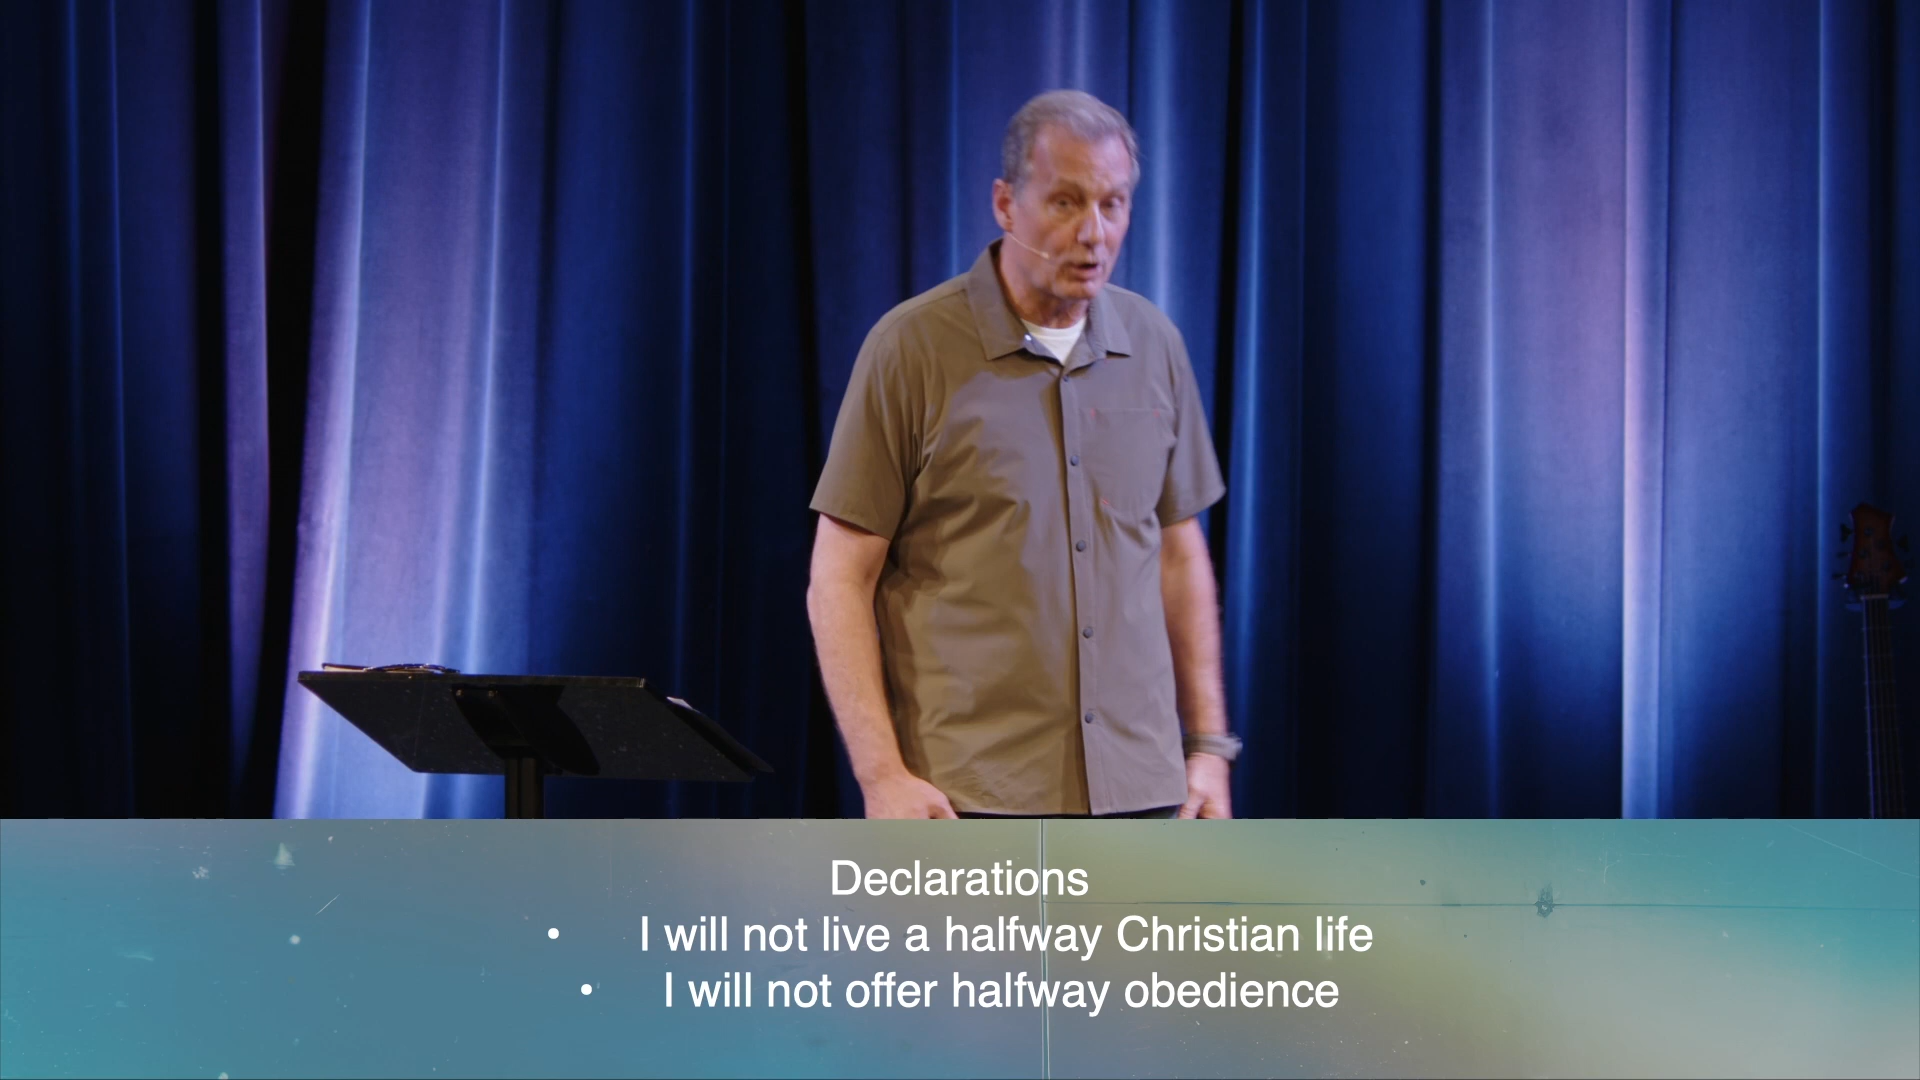 Declarations
• I will not live a halfway Christian life
• I will not offer halfway obedience